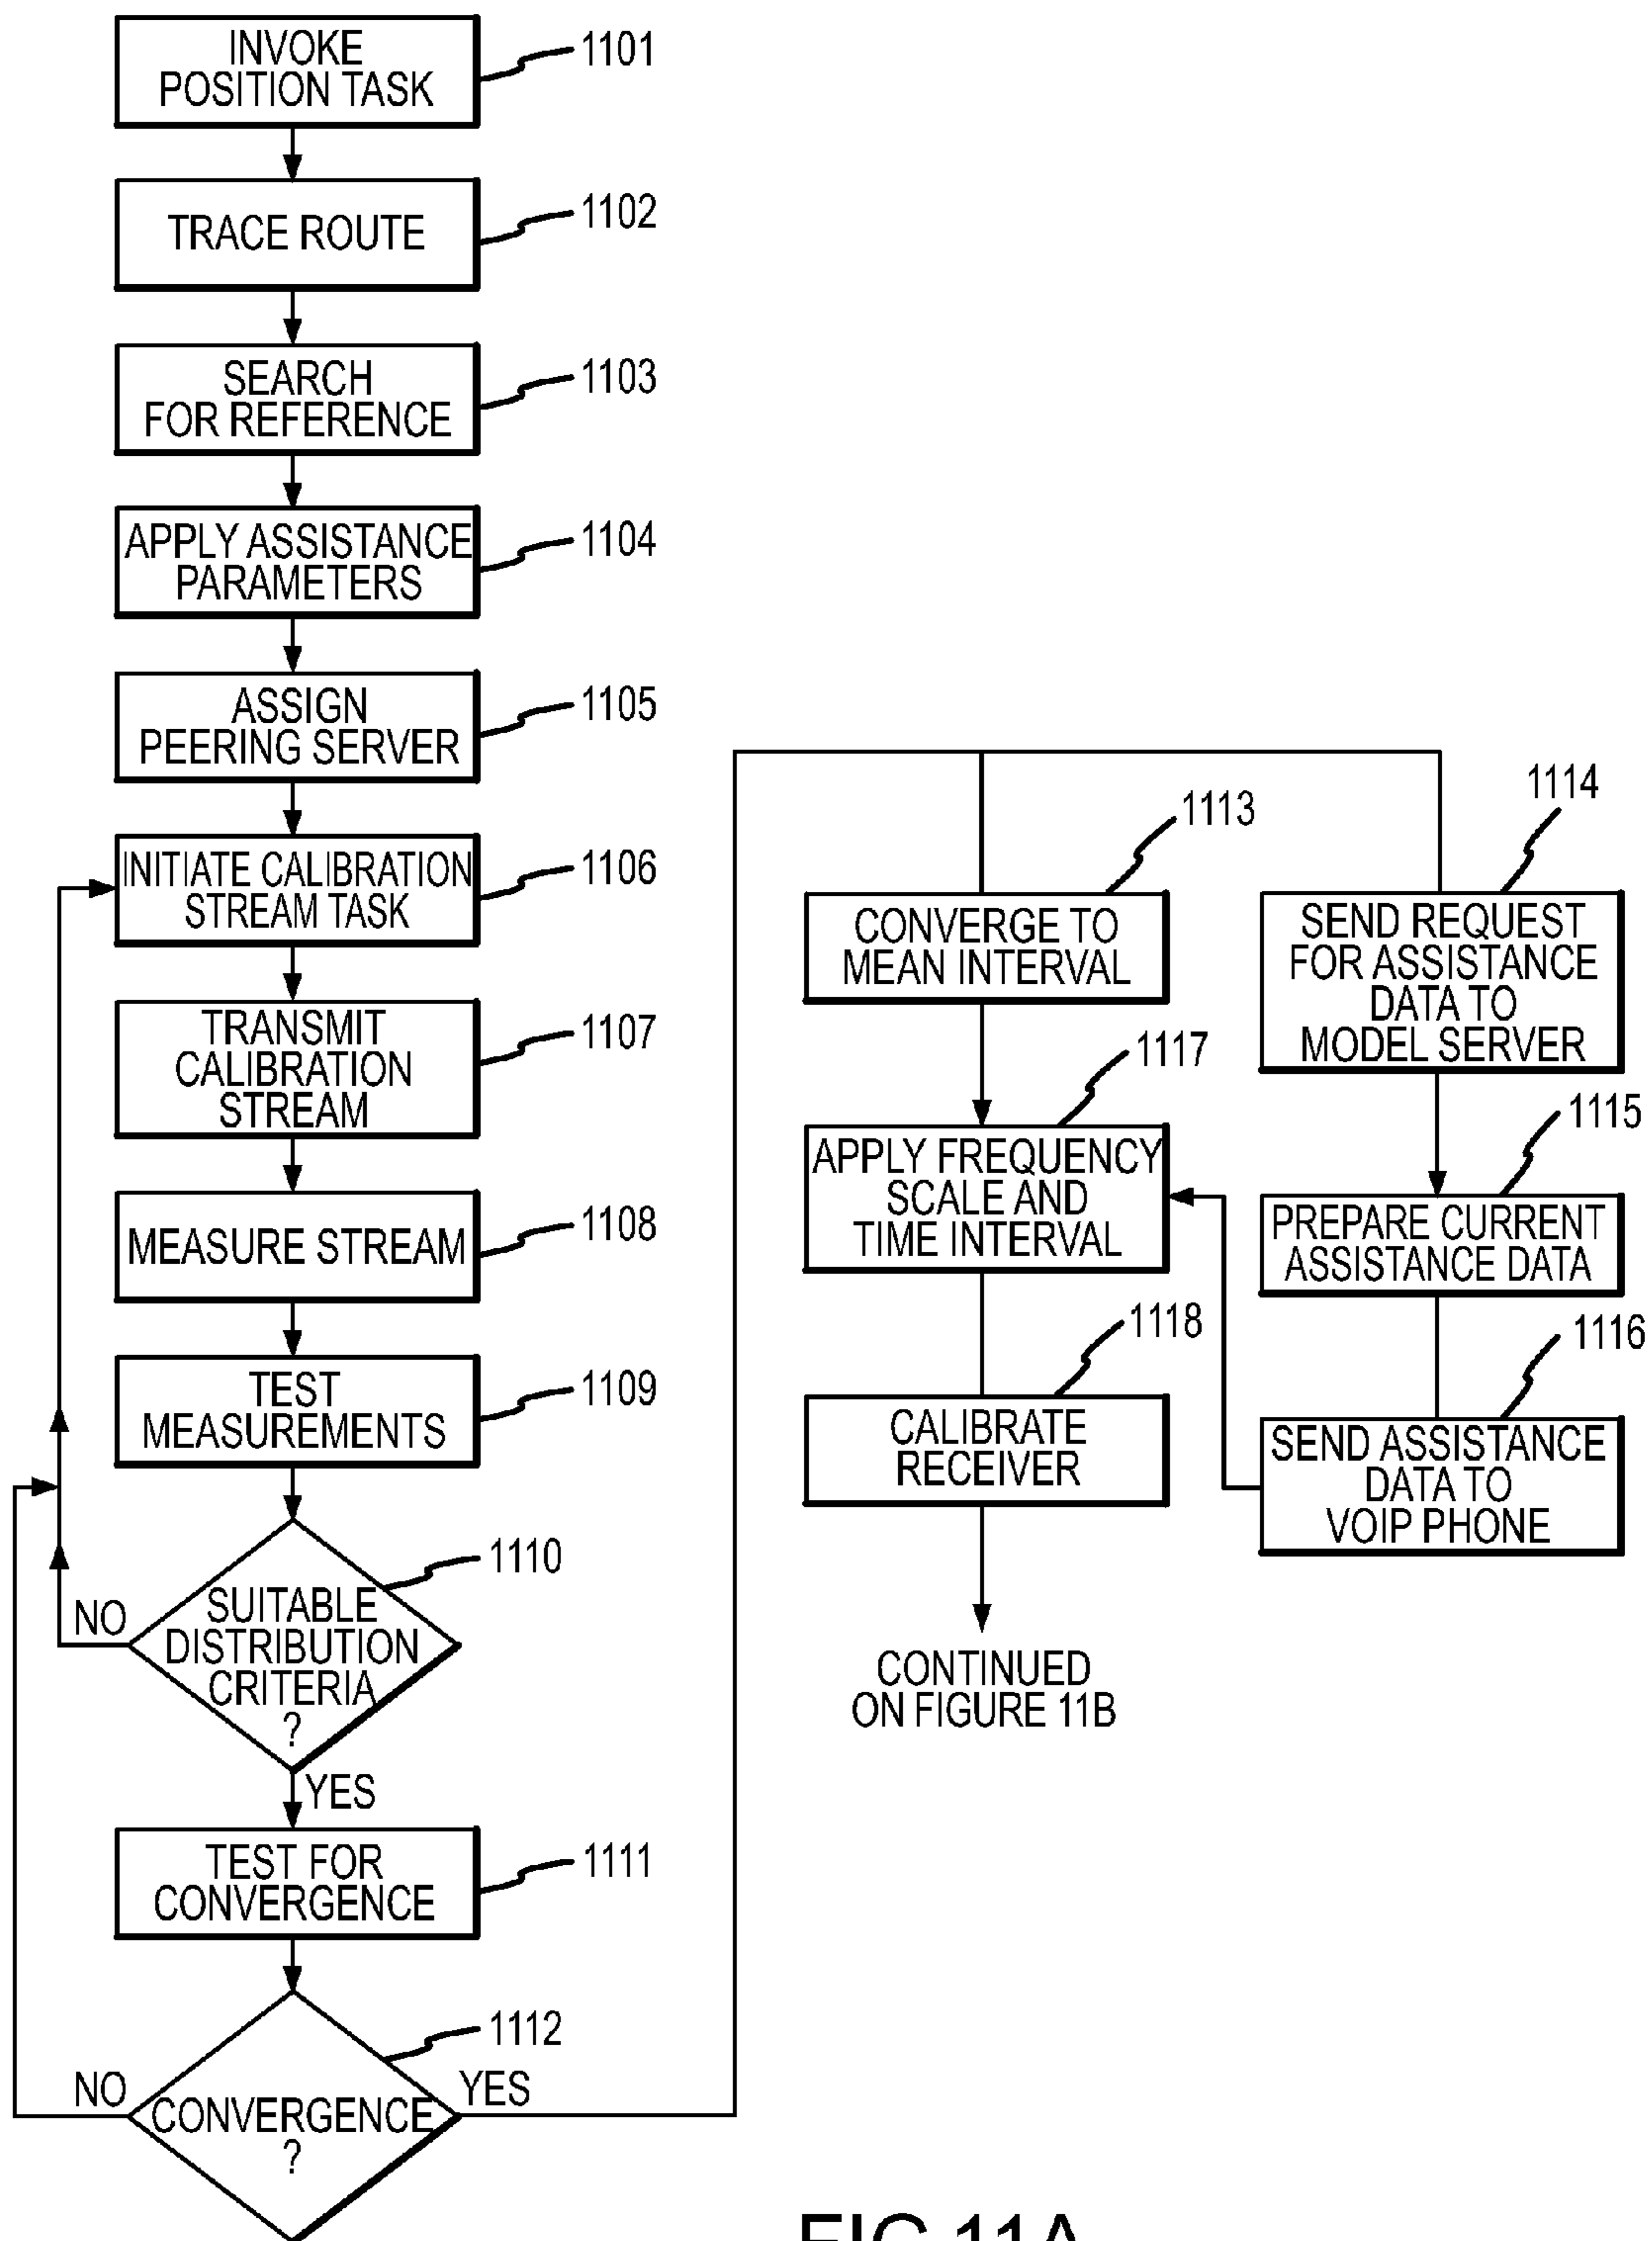 INVOKE
POSITION TASK
1101
TRACE ROUTE
1102
SEARCH
FOR REFERENCE
1103
APPLY ASSISTANCE
PARAMETERS
1104
ASSIGN
PEERING SERVER
1105
INITIATE CALIBRATION
STREAM TASK
1106
TRANSMIT
CALIBRATION
STREAM
1107
MEASURE STREAM
1108
TEST
MEASUREMENTS
1109
SUITABLE
DISTRIBUTION
CRITERIA
?
1110
NO
YES
TEST FOR
CONVERGENCE
1111
CONVERGENCE
?
1112
NO
YES
1113
CONVERGE TO
MEAN INTERVAL
1114
SEND REQUEST
FOR ASSISTANCE
DATA TO
MODEL SERVER
1115
PREPARE CURRENT
ASSISTANCE DATA
1116
SEND ASSISTANCE
DATA TO
VOIP PHONE
1117
APPLY FREQUENCY
SCALE AND
TIME INTERVAL
1118
CALIBRATE
RECEIVER
CONTINUED
ON FIGURE 11B
FIG.11A